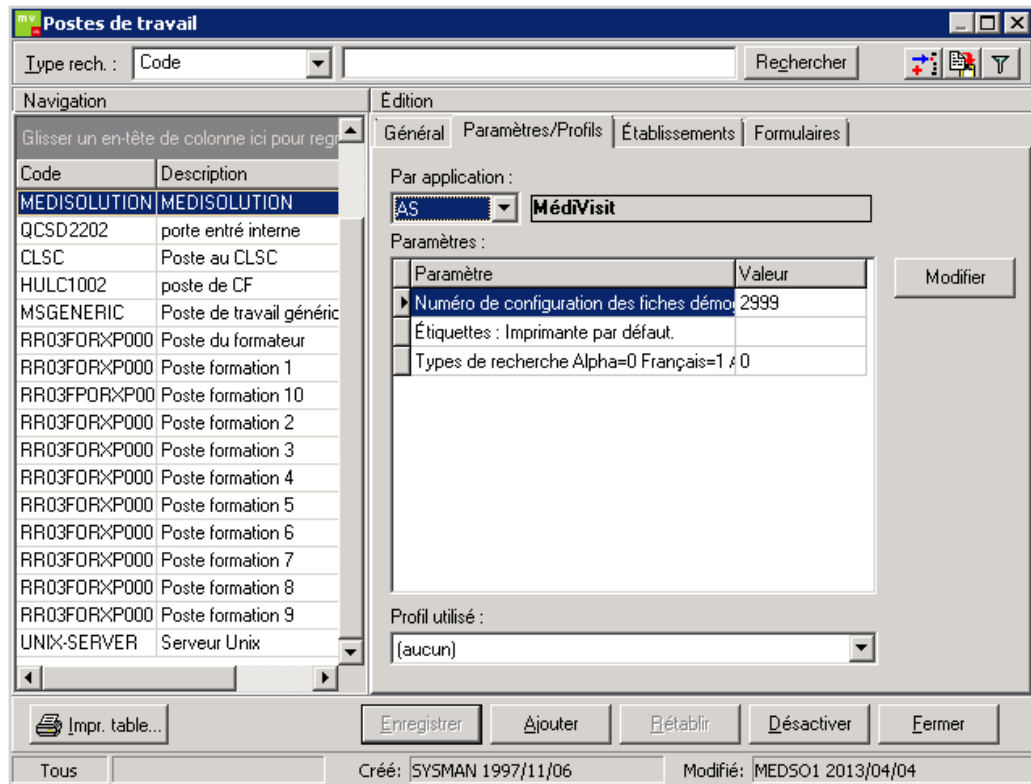 mv Postes de travail
Type rech. : Code Rechercher
Navigation
Glisser un en-tête de colonne ici pour regr
Code Description
MEDISOLUTION MEDISOLUTION
QCSD2202 porte entré interne
CLSC Poste au CLSC
HULC1002 poste de CF
MSGENERIC Poste de travail généric
RR03FORXP000 Poste du formateur
RR03FORXP000 Poste formation 1
RR03FPORXP00 Poste formation 10
RR03FORXP000 Poste formation 2
RR03FORXP000 Poste formation 3
RR03FORXP000 Poste formation 4
RR03FORXP000 Poste formation 5
RR03FORXP000 Poste formation 6
RR03FORXP000 Poste formation 7
RR03FORXP000 Poste formation 8
RR03FORXP000 Poste formation 9
UNIX-SERVER Serveur Unix
Édition
Général Paramètres/Profils Établissements Formulaires
Par application :
AS MédiVisit
Paramètres :
Paramètre Valeur
Numéro de configuration des fiches démog 2999
Étiquettes : Imprimante par défaut.
Types de recherche Alpha=0 Français=1 A 0
Modifier
Profil utilisé :
(aucun)
Impr. table... Enregistrer Ajouter Rétablir Désactiver Fermer
Tous Créé: SYSMAN 1997/11/06 Modifié: MEDSO1 2013/04/04